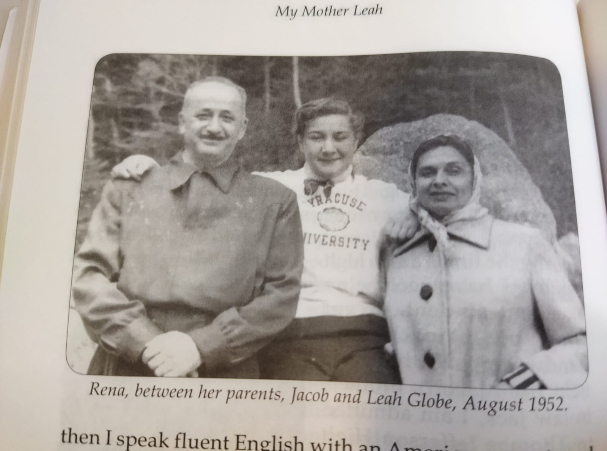 My Mother Leah
YRACUSE
IVERSITY
Rena, between her parents, Jacob and Leah Globe, August 1952.
then I speak fluent English with an